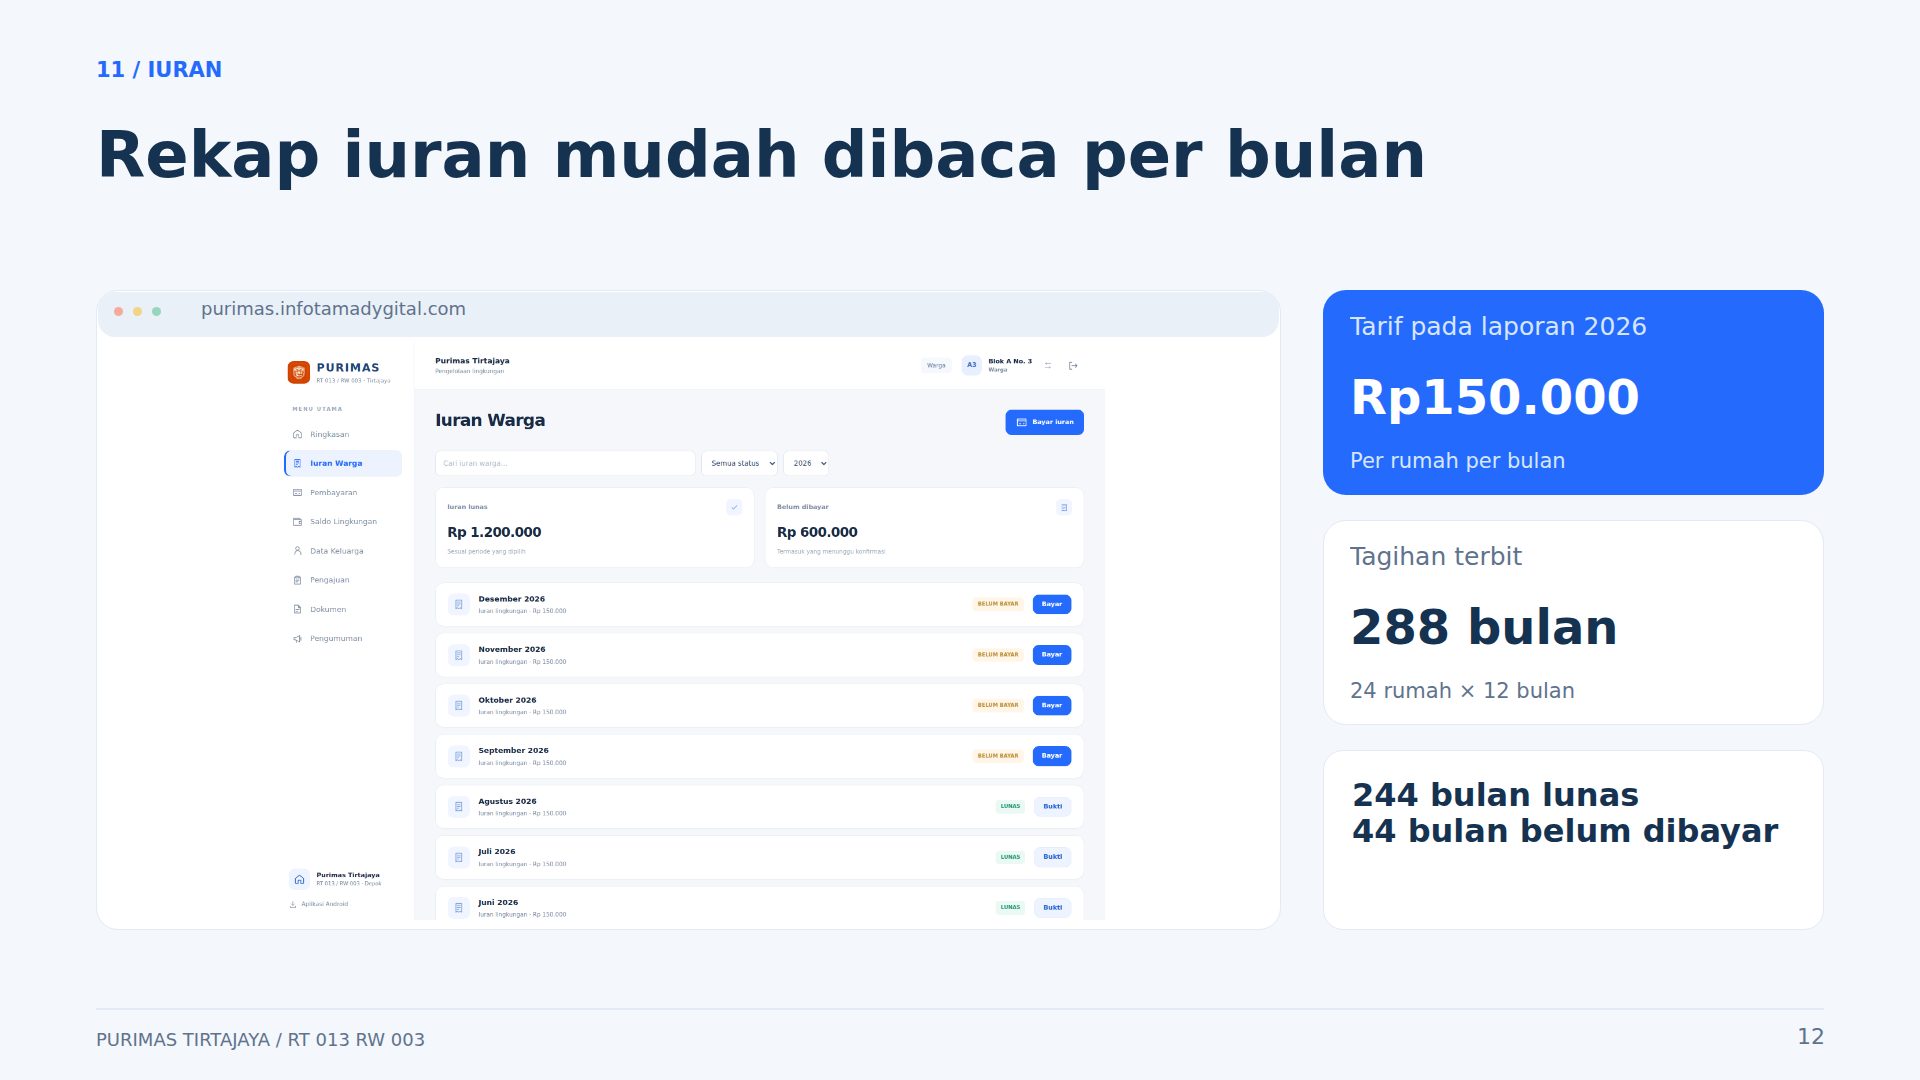 11 / IURAN
Rekap iuran mudah dibaca per bulan
purimas.infotamadygital.com
PURIMAS
RT 013 / RW 003 · Tirtajaya
MENU UTAMA
Ringkasan
Iuran Warga
Pembayaran
Saldo Lingkungan
Data Keluarga
Pengajuan
Dokumen
Pengumuman
Purimas Tirtajaya
RT 013 / RW 003 · Depok
Aplikasi Android
Purimas Tirtajaya
Pengelolaan lingkungan
Warga
A3
Blok A No. 3
Warga
Iuran Warga
Bayar iuran
Cari iuran warga...
Semua status
2026
Iuran lunas
Rp 1.200.000
Sesuai periode yang dipilih
Belum dibayar
Rp 600.000
Termasuk yang menunggu konfirmasi
Desember 2026
Iuran lingkungan · Rp 150.000
BELUM BAYAR
Bayar
November 2026
Iuran lingkungan · Rp 150.000
BELUM BAYAR
Bayar
Oktober 2026
Iuran lingkungan · Rp 150.000
BELUM BAYAR
Bayar
September 2026
Iuran lingkungan · Rp 150.000
BELUM BAYAR
Bayar
Agustus 2026
Iuran lingkungan · Rp 150.000
LUNAS
Bukti
Juli 2026
Iuran lingkungan · Rp 150.000
LUNAS
Bukti
Juni 2026
Iuran lingkungan · Rp 150.000
LUNAS
Bukti
Tarif pada laporan 2026
Rp150.000
Per rumah per bulan
Tagihan terbit
288 bulan
24 rumah × 12 bulan
244 bulan lunas
44 bulan belum dibayar
PURIMAS TIRTAJAYA / RT 013 RW 003
12